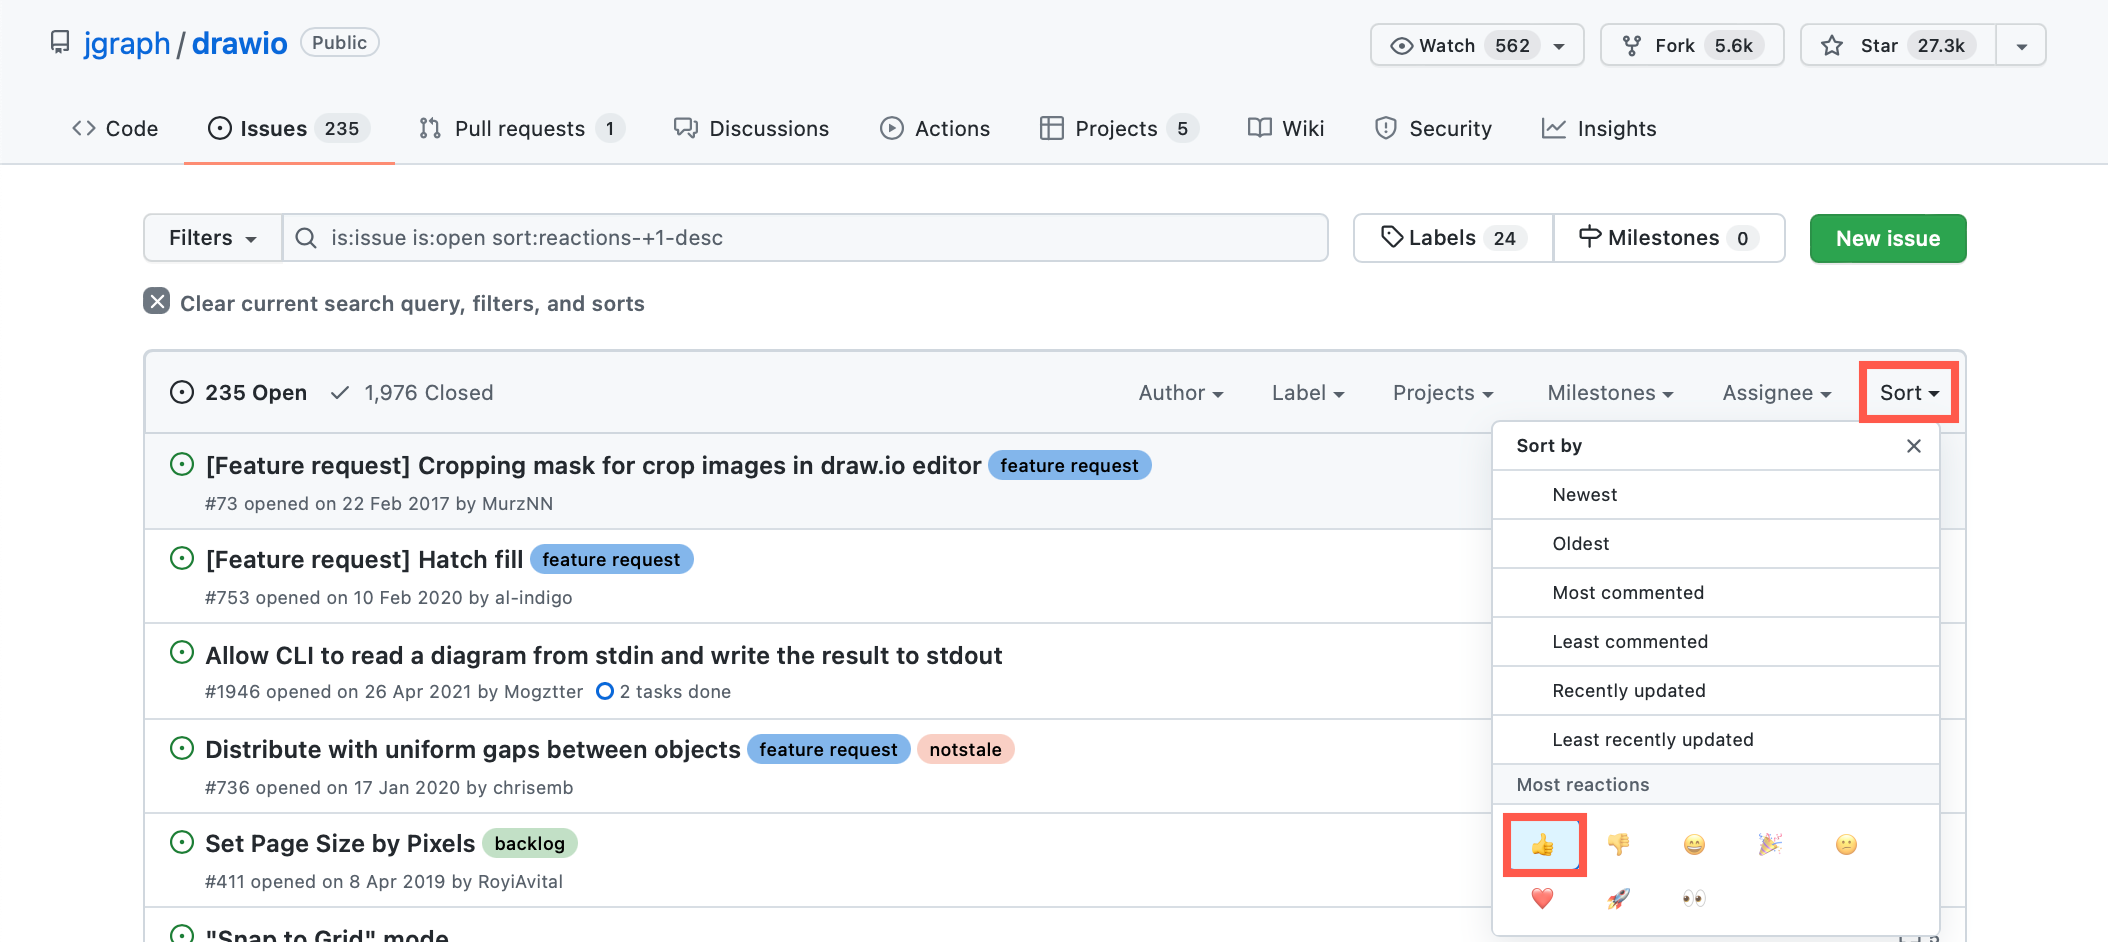 jgraph / drawio Public
Watch 562
Fork 5.6k
Star 27.3k
Code
Issues 235
Pull requests 1
Discussions
Actions
Projects 5
Wiki
Security
Insights
Filters
is:issue is:open sort:reactions-+1-desc
Labels 24
Milestones 0
New issue
Clear current search query, filters, and sorts
235 Open
1,976 Closed
Author
Label
Projects
Milestones
Assignee
Sort
[Feature request] Cropping mask for crop images in draw.io editor feature request
#73 opened on 22 Feb 2017 by MurzNN
[Feature request] Hatch fill feature request
#753 opened on 10 Feb 2020 by al-indigo
Allow CLI to read a diagram from stdin and write the result to stdout
#1946 opened on 26 Apr 2021 by Mogztter 2 tasks done
Distribute with uniform gaps between objects feature request notstale
#736 opened on 17 Jan 2020 by chrisemb
Set Page Size by Pixels backlog
#411 opened on 8 Apr 2019 by RoyiAvital
"Snap to Grid" mode
Sort by
Newest
Oldest
Most commented
Least commented
Recently updated
Least recently updated
Most reactions